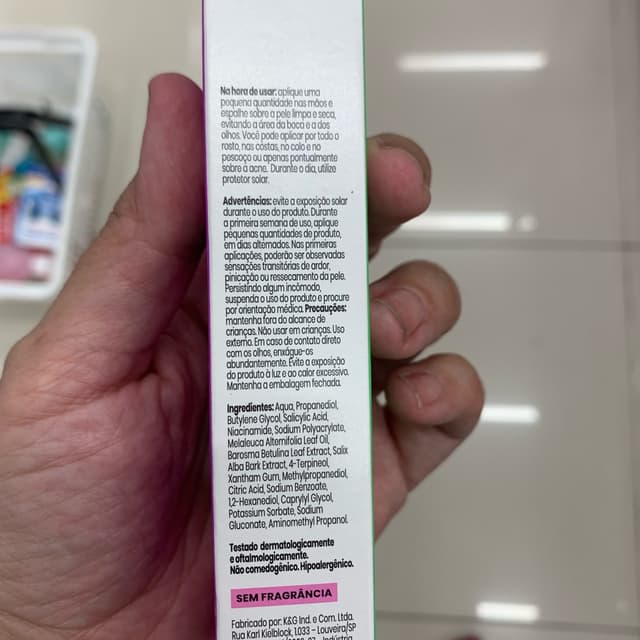 Na hora de usar: aplique uma
pequena quantidade nas mãos e
espalhe sobre a pele limpa e seca,
evitando a área da boca e a dos
olhos. Você pode aplicar por todo o
rosto, nas costas, no colo e no
pescoço ou apenas pontualmente
sobre a acne. Durante o dia, utilize
protetor solar.
Advertências: evite a exposição solar
durante o uso do produto. Durante
a primeira semana de uso, aplique
pequenas quantidades de produto,
em dias alternados. Nas primeiras
aplicações, poderão ser observadas
sensações transitórias de ardor,
pinicação ou ressecamento da pele.
Persistindo algum incômodo,
suspenda o uso do produto e procure
por orientação médica. Precauções:
mantenha fora do alcance de
crianças. Não usar em crianças. Uso
externo. Em caso de contato direto
com os olhos, enxágue-os
abundantemente. Evite a exposição
do produto à luz e ao calor excessivo.
Mantenha a embalagem fechada.
Ingredientes: Aqua, Propanediol,
Butylene Glycol, Salicylic Acid,
Niacinamide, Sodium Polyacrylate,
Melaleuca Alternifolia Leaf Oil,
Barosma Betulina Leaf Extract, Salix
Alba Bark Extract, 4-Terpineol,
Xantham Gum, Methylpropanediol,
Citric Acid, Sodium Benzoate,
1,2-Hexanediol, Caprylyl Glycol,
Potassium Sorbate, Sodium
Gluconate, Aminomethyl Propanol.
Testado dermatologicamente
e oftalmologicamente.
Não comedogênico. Hipoalergênico.
SEM FRAGRÂNCIA
Fabricado por: K&G Ind. e Com. Ltda.
Rua Karl Kielblock, 1.033 – Louveira/SP